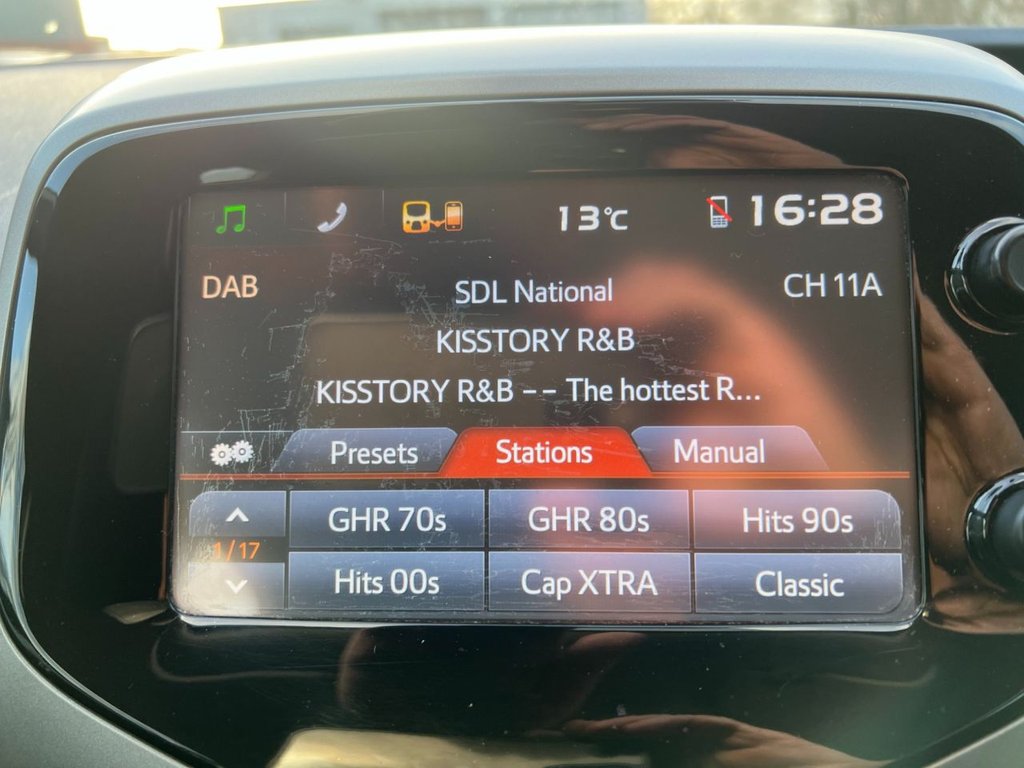 13°C 16:28
DAB SDL National CH 11A
KISSTORY R&B
KISSTORY R&B -- The hottest R...
Presets Stations Manual
GHR 70s GHR 80s Hits 90s
1/17
Hits 00s Cap XTRA Classic